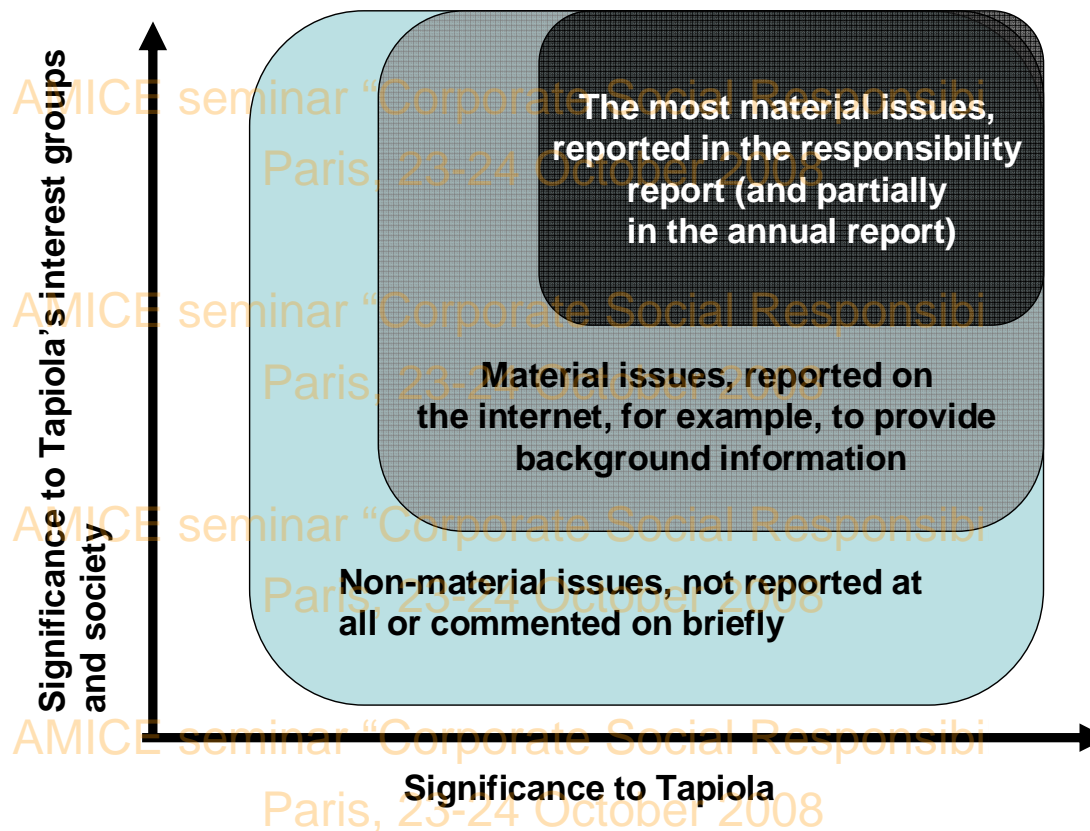 Significance to Tapiola's interest groups
and society
The most material issues,
reported in the responsibility
report (and partially
in the annual report)
Material issues, reported on
the internet, for example, to provide
background information
Non-material issues, not reported at
all or commented on briefly
Significance to Tapiola
AMICE seminar “Corporate Social Responsibi
Paris, 23-24 October 2008
AMICE seminar “Corporate Social Responsibi
Paris, 23-24 October 2008
AMICE seminar “Corporate Social Responsibi
Paris, 23-24 October 2008
AMICE seminar “Corporate Social Responsibi
Paris, 23-24 October 2008